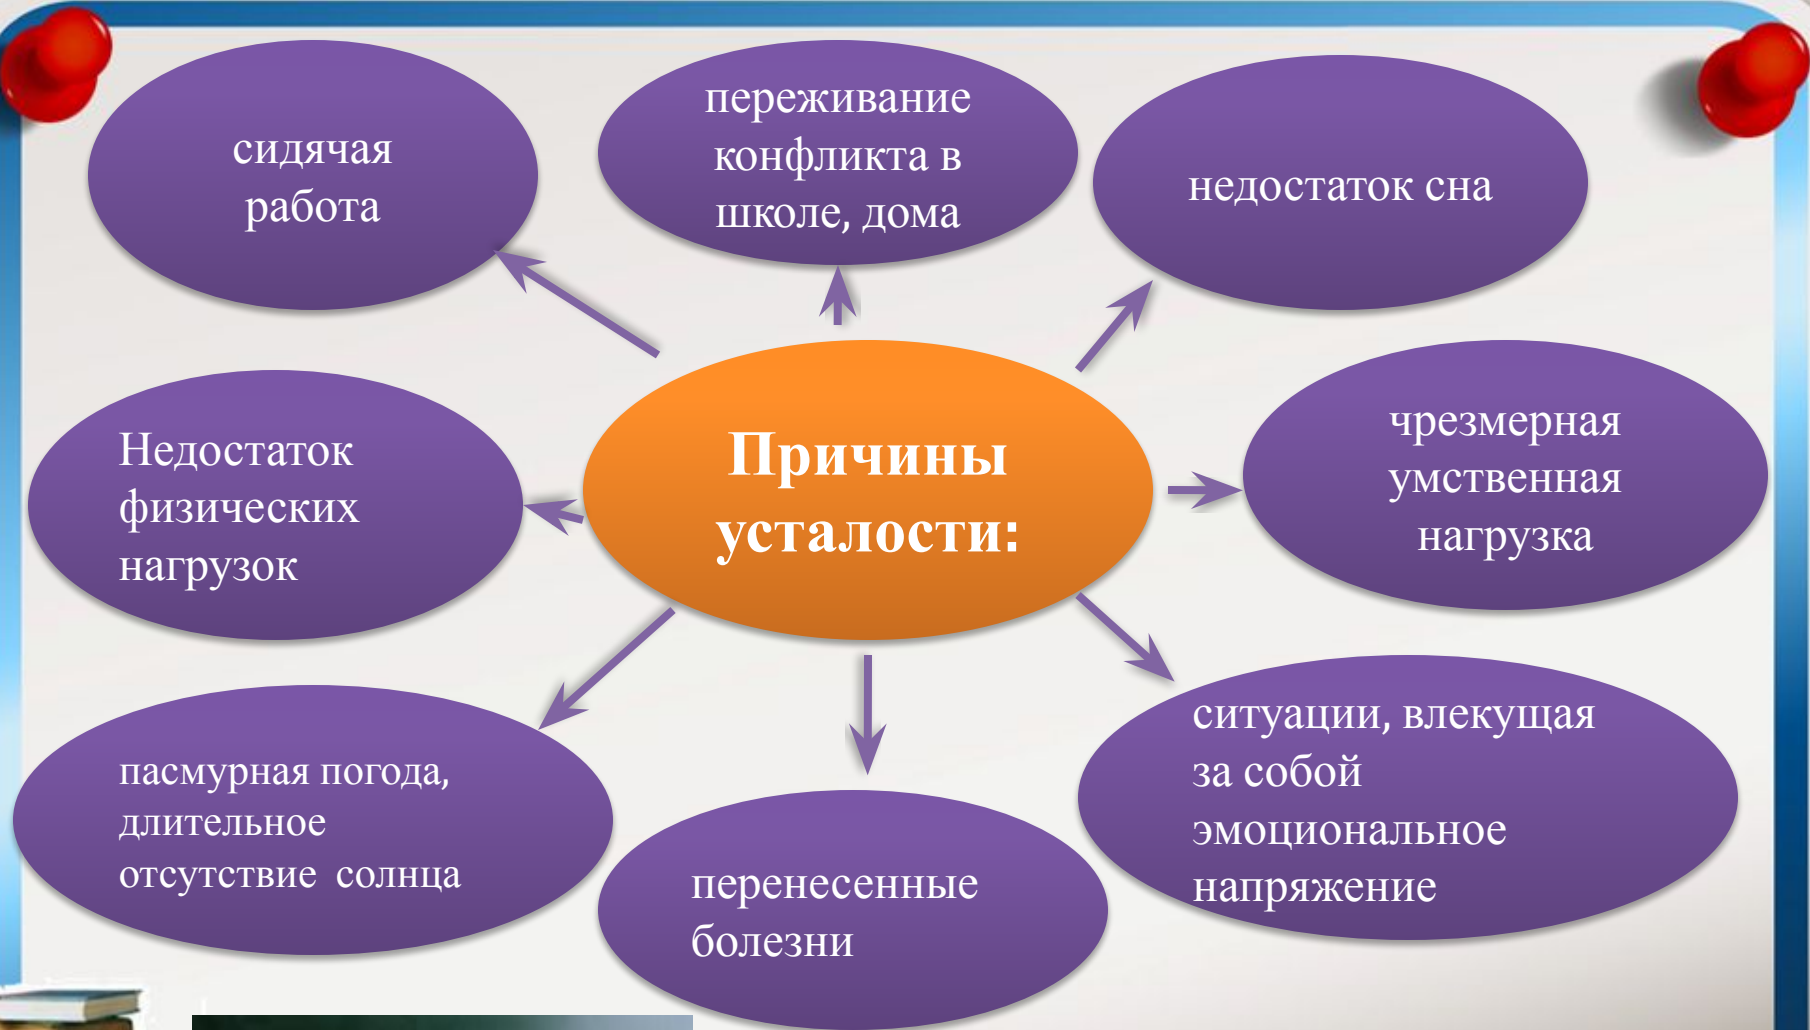 сидячая
работа
переживание
конфликта в
школе, дома
недостаток сна
Недостаток
физических
нагрузок
Причины
усталости:
чрезмерная
умственная
нагрузка
пасмурная погода,
длительное
отсутствие солнца
перенесенные
болезни
ситуации, влекущая
за собой
эмоциональное
напряжение